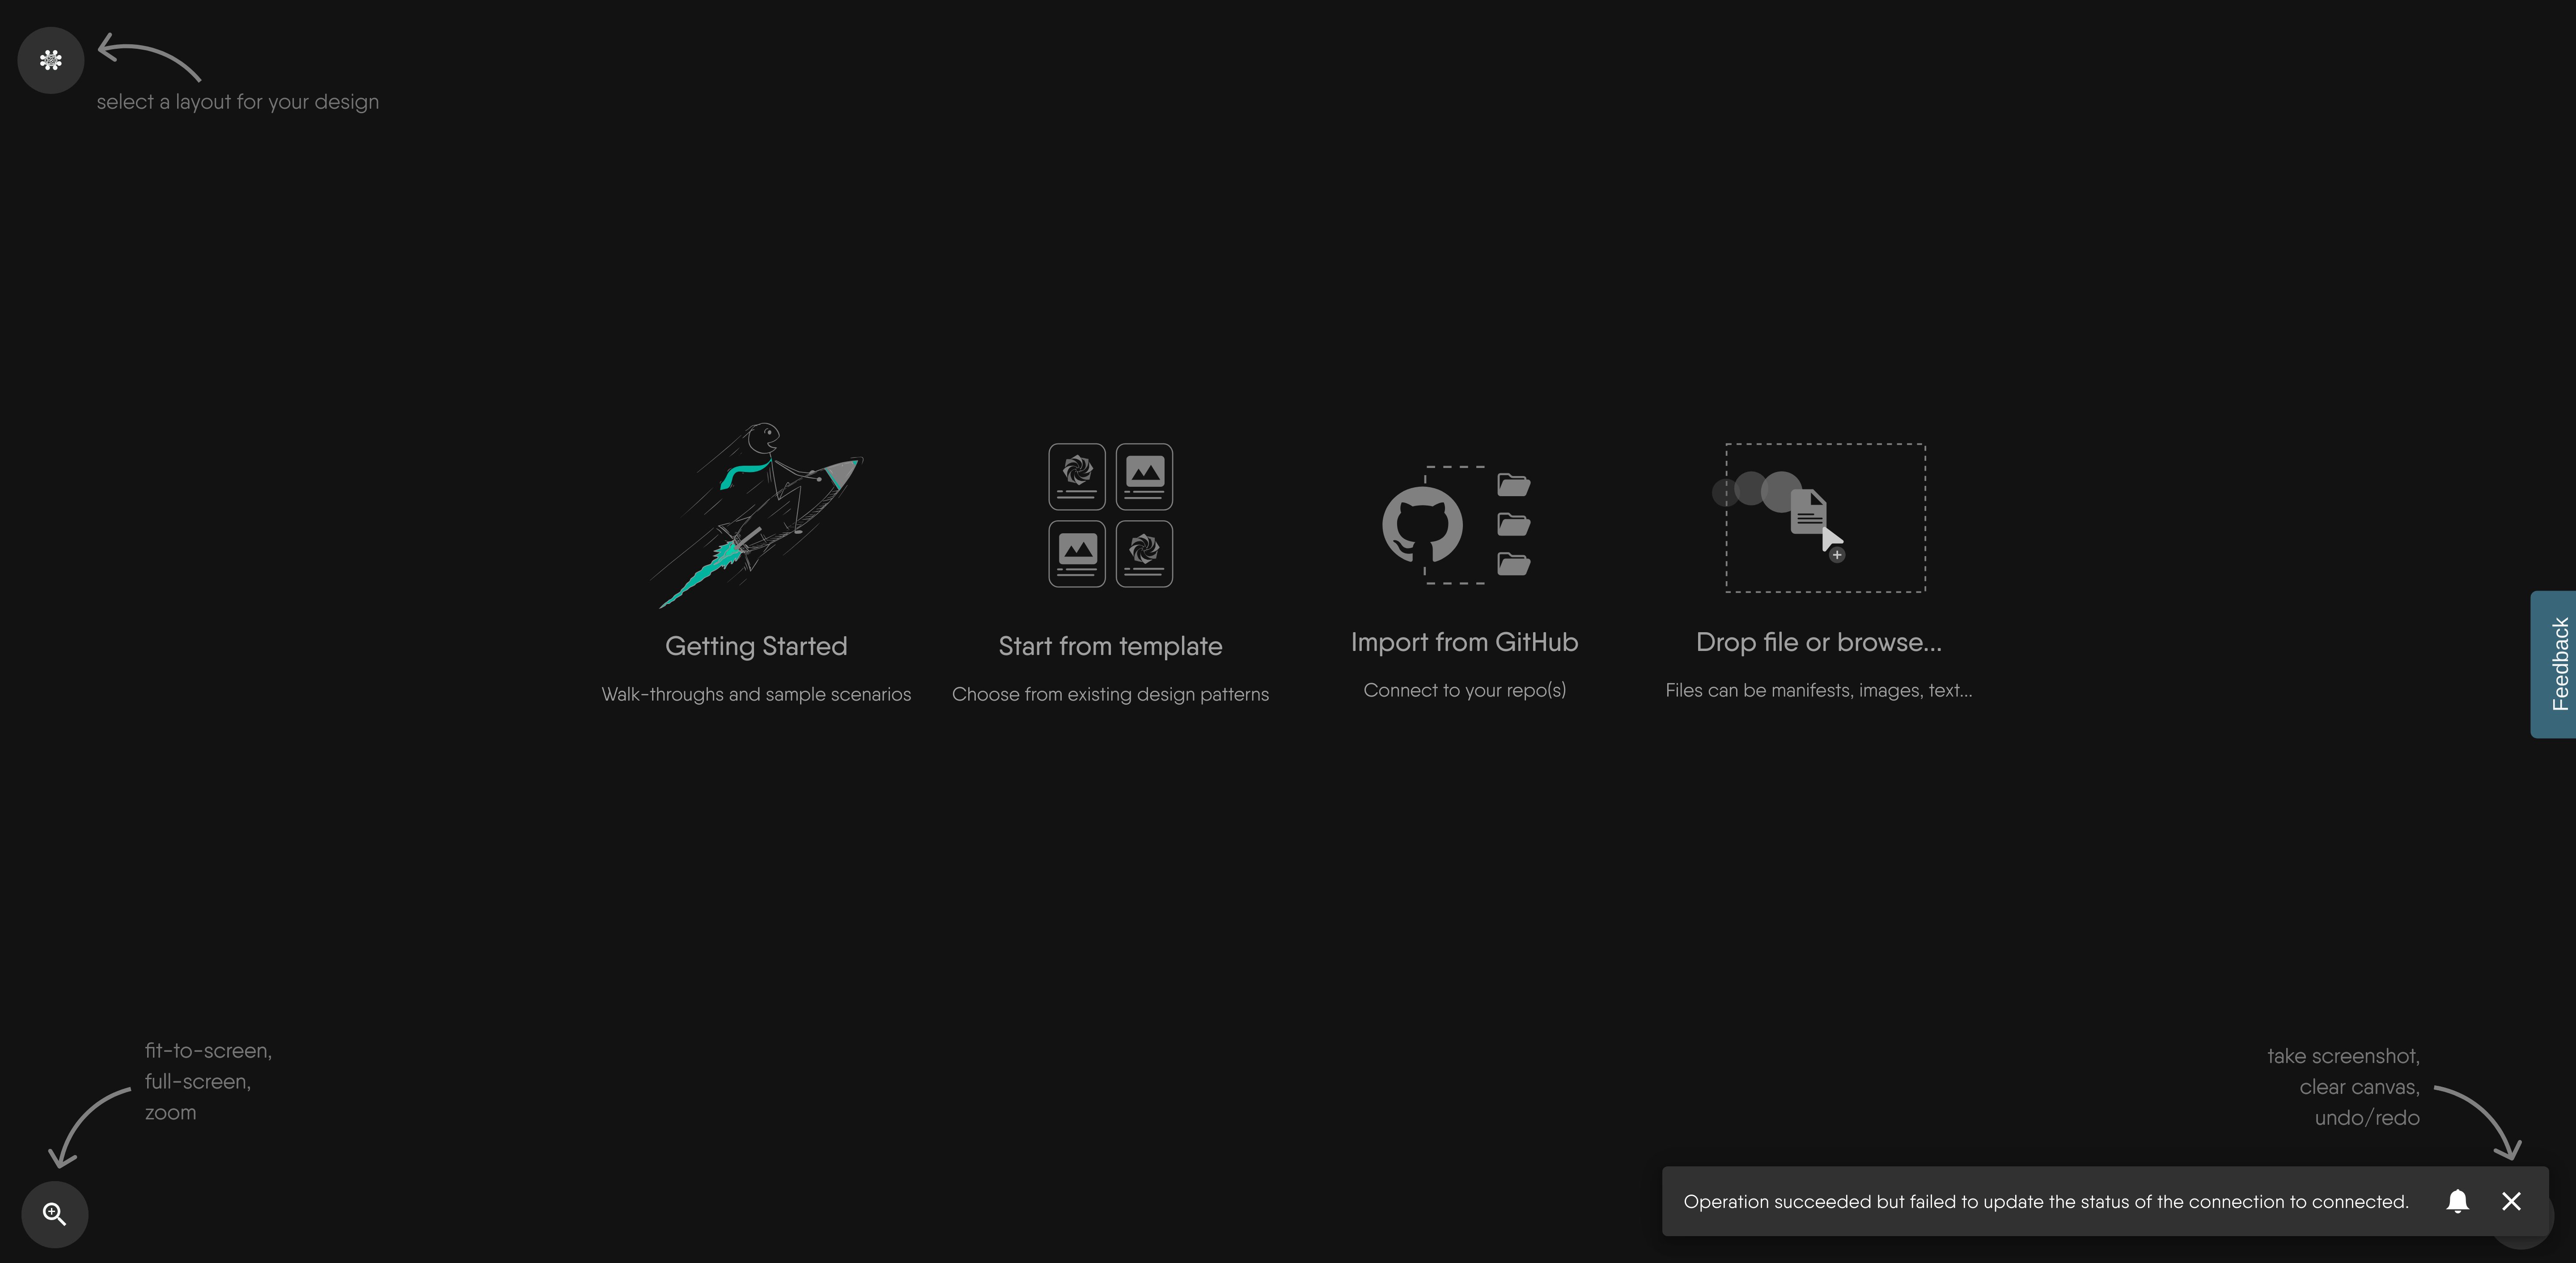 select a layout for your design
Getting Started
Walk-throughs and sample scenarios
Start from template
Choose from existing design patterns
Import from GitHub
Connect to your repo(s)
Drop file or browse...
Files can be manifests, images, text...
Feedback
fit-to-screen,
full-screen,
zoom
take screenshot,
clear canvas,
undo/redo
Operation succeeded but failed to update the status of the connection to connected.